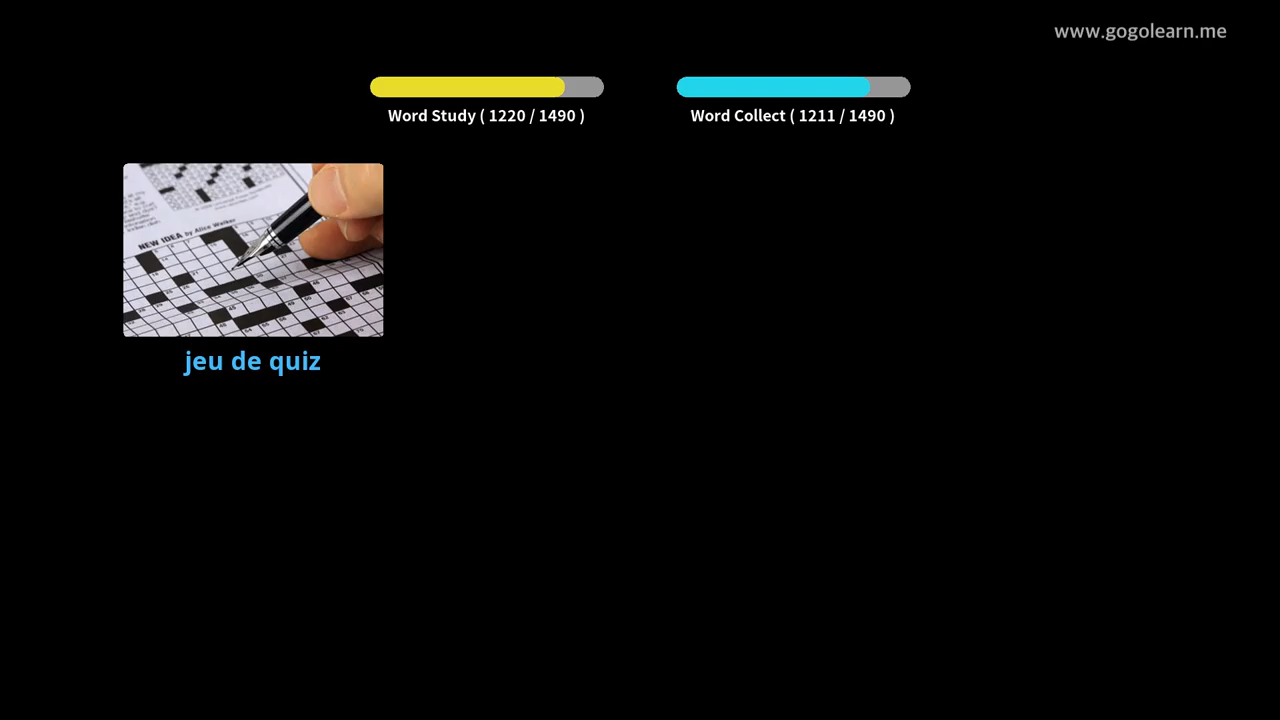 www.gogolearn.me
Word Study ( 1220 / 1490 )
Word Collect ( 1211 / 1490 )
NEW IDEA by Alice Walker
jeu de quiz